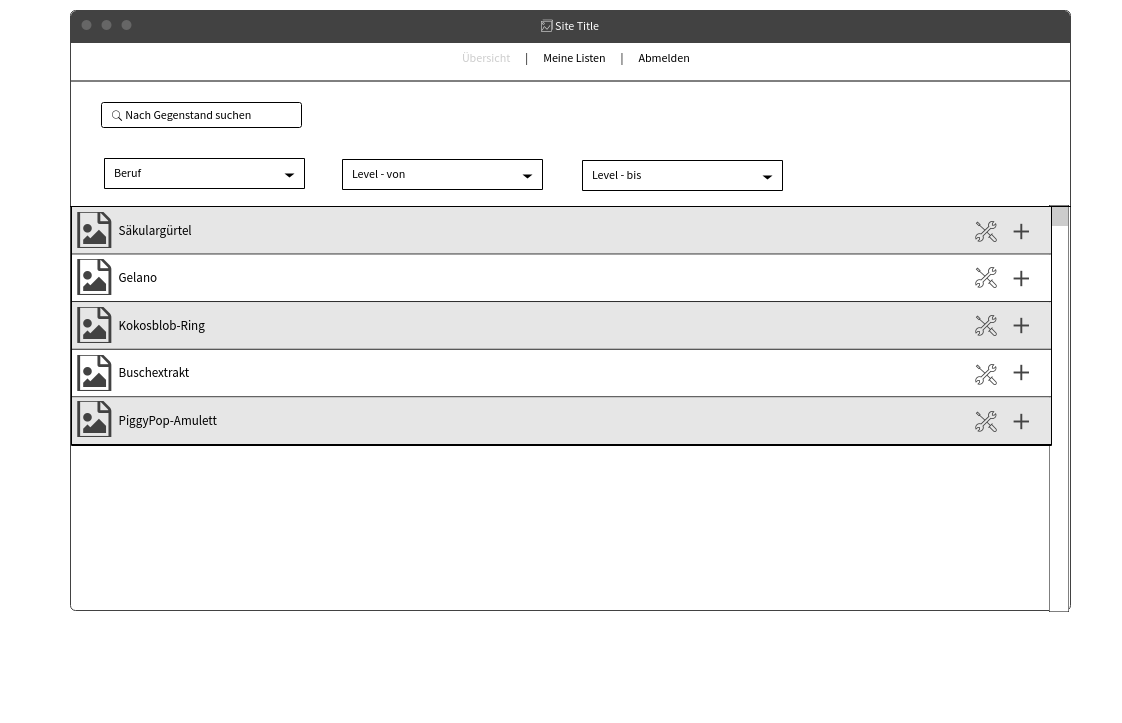 Site Title
Übersicht | Meine Listen | Abmelden
Nach Gegenstand suchen
Beruf Level - von Level - bis
Säkulargürtel
Gelano
Kokosblob-Ring
Buschextrakt
PiggyPop-Amulett